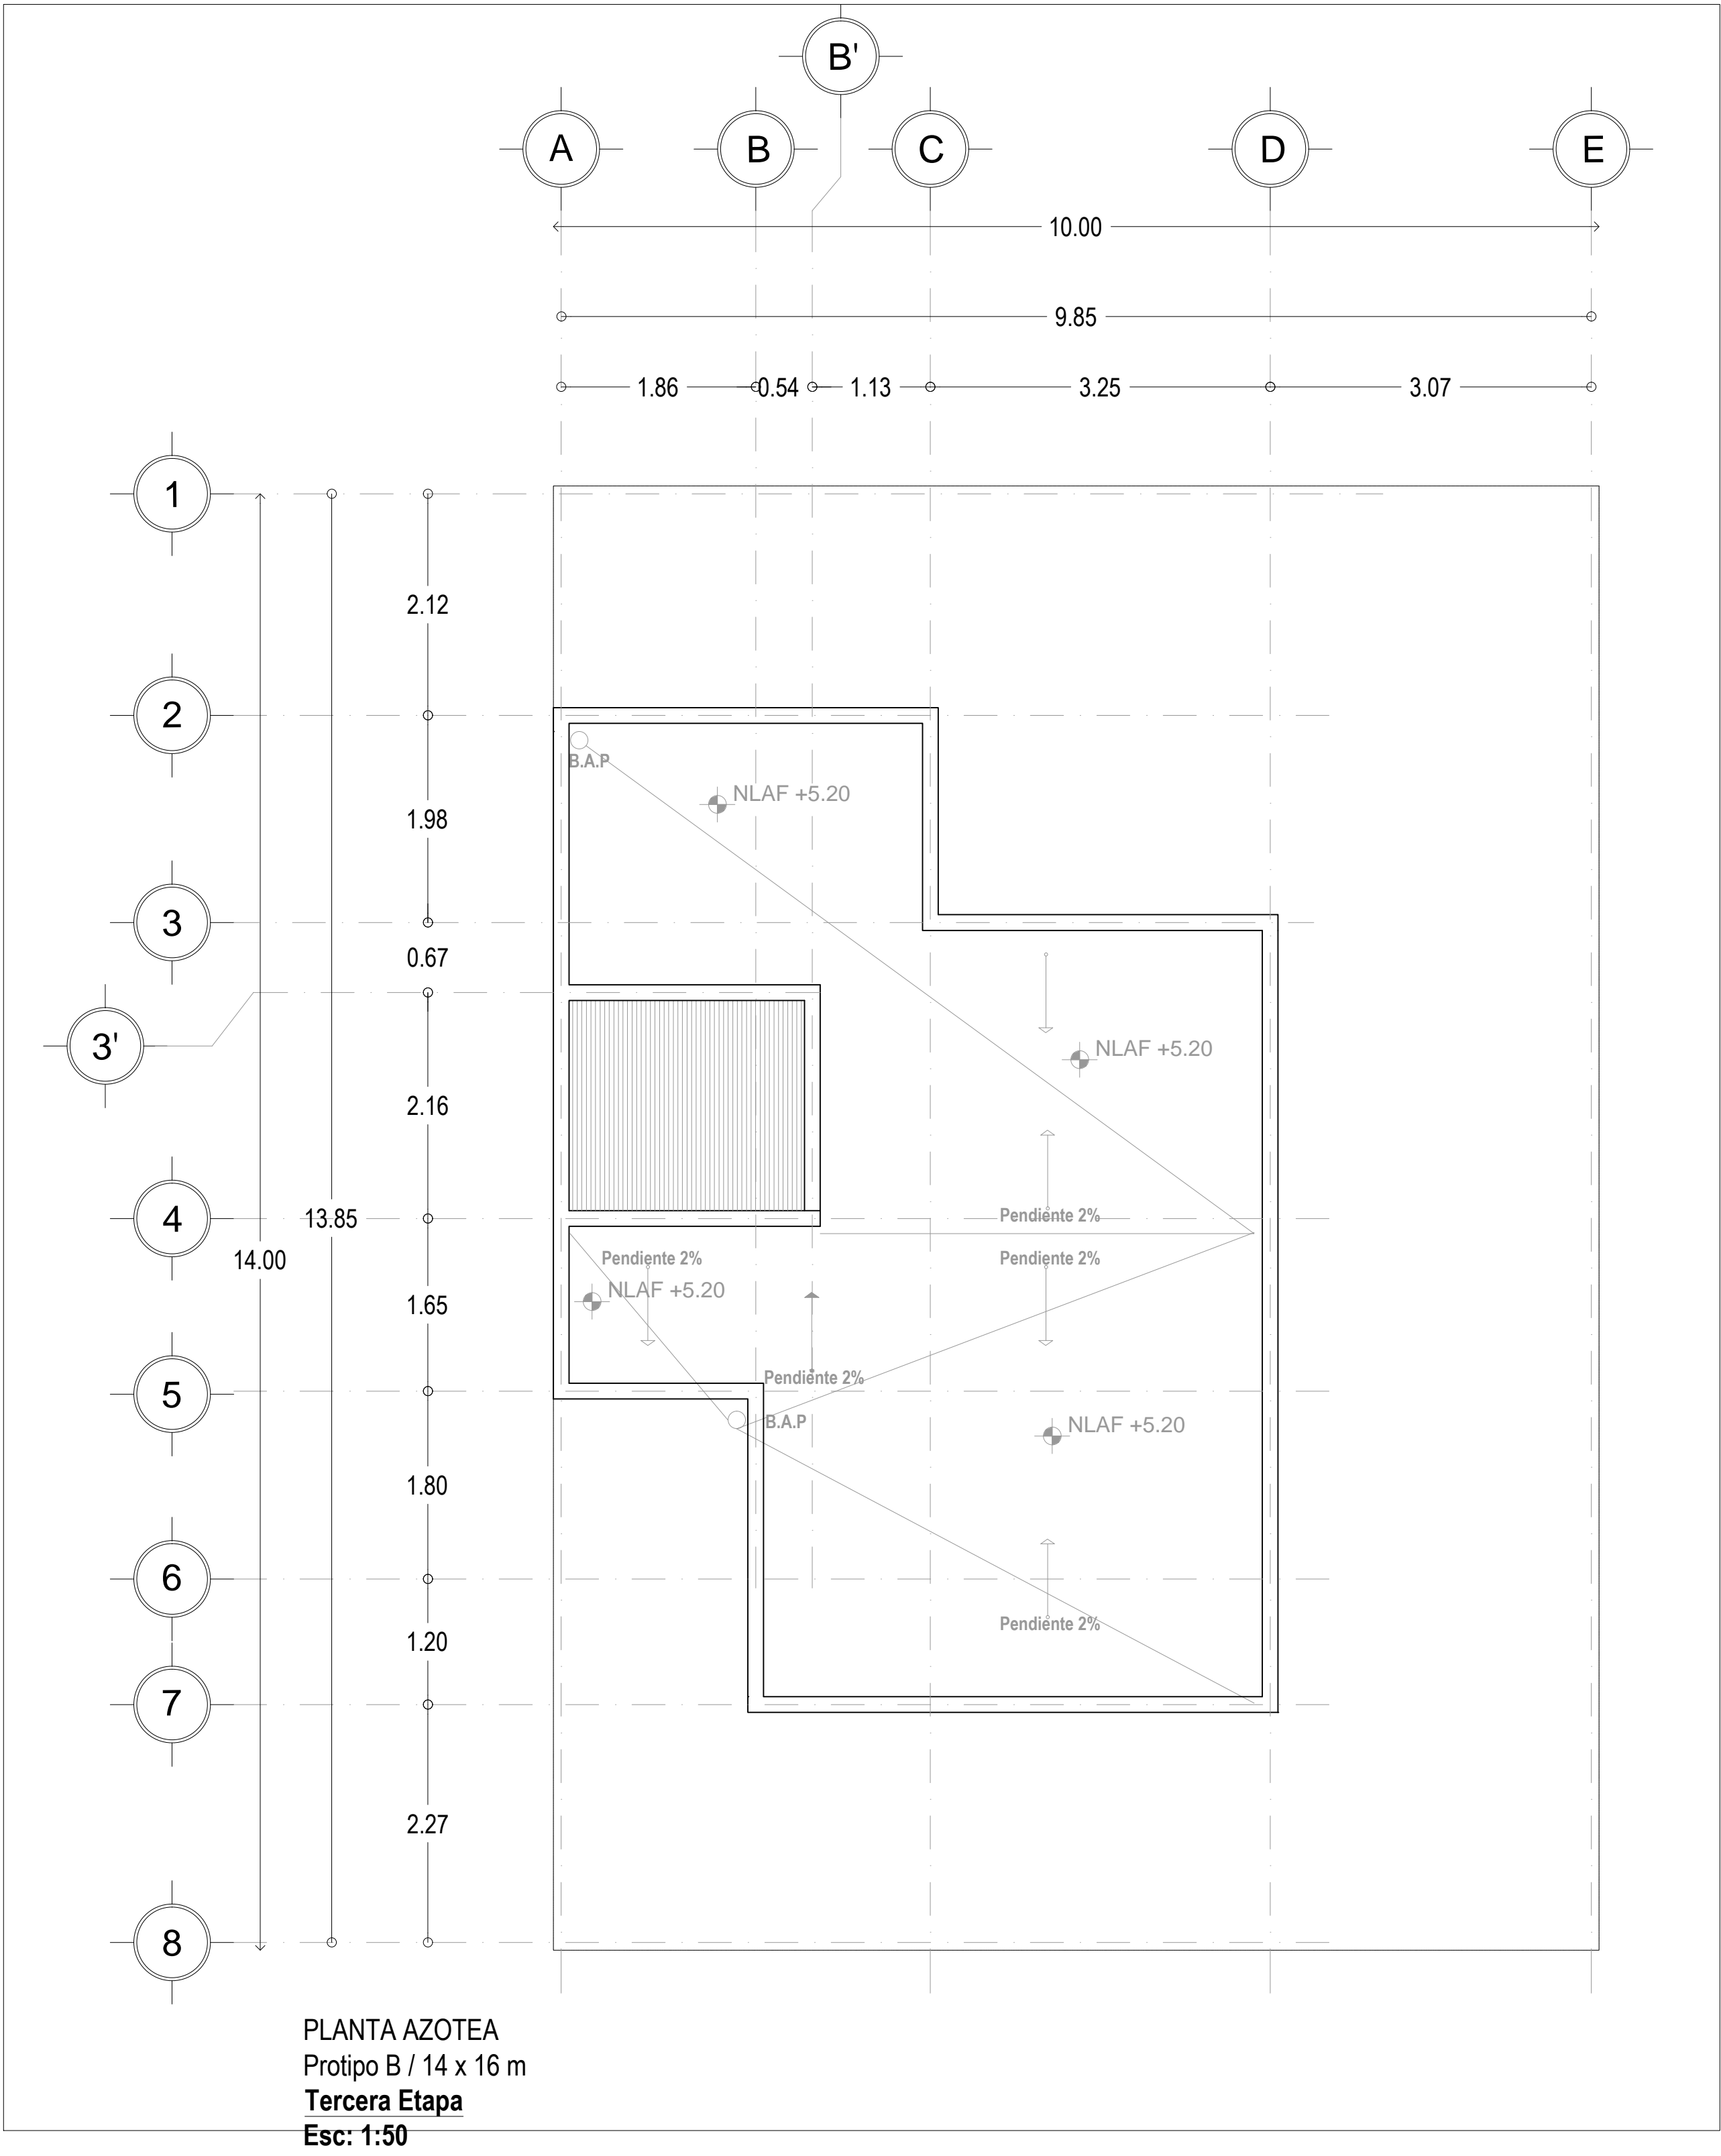 B'
A
B
C
D
E
10.00
9.85
1.86
0.54
1.13
3.25
3.07
1
2.12
2
B.A.P
NLAF +5.20
1.98
3
0.67
3'
NLAF +5.20
2.16
4
13.85
Pendiente 2%
14.00
Pendiente 2%
Pendiente 2%
NLAF +5.20
1.65
Pendiente 2%
5
B.A.P
NLAF +5.20
1.80
6
Pendiente 2%
1.20
7
2.27
8
PLANTA AZOTEA
Protipo B / 14 x 16 m
Tercera Etapa
Esc: 1:50